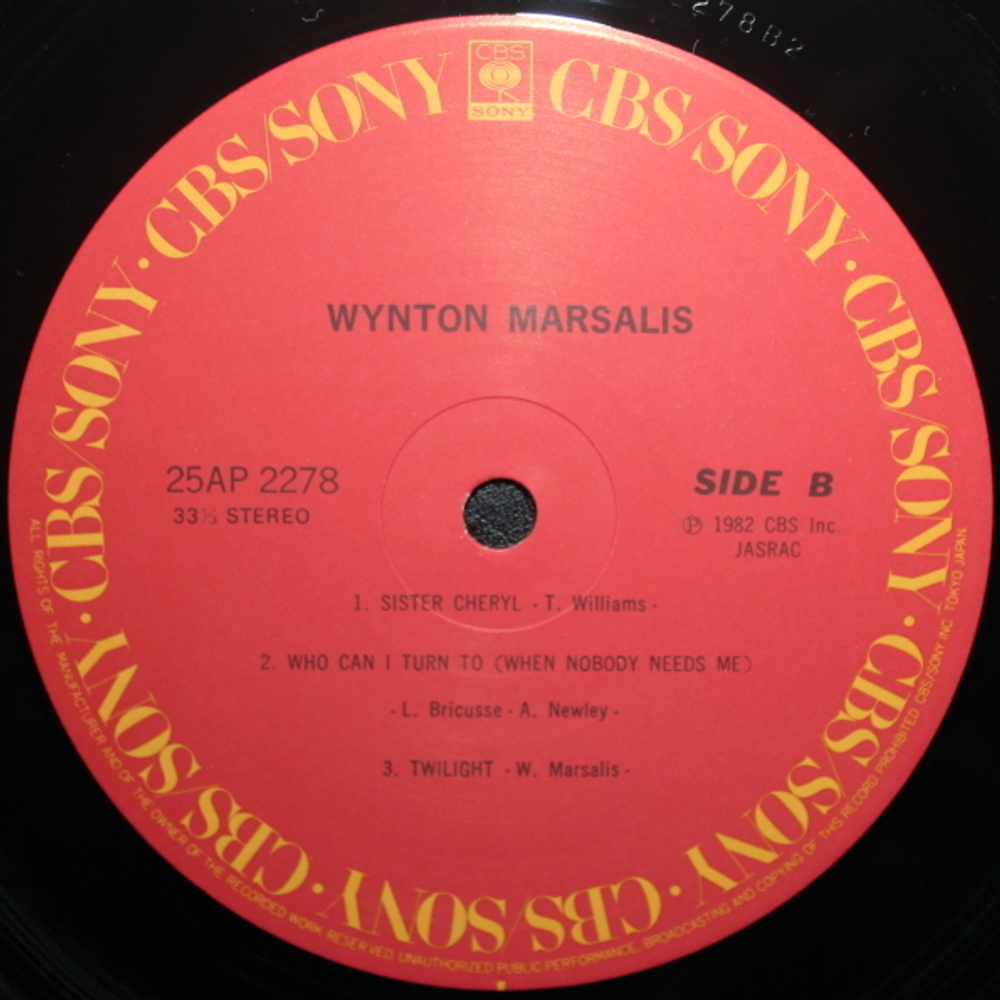 278B2
CBS
SONY
CBS/SONY · CBS/SONY · CBS/SONY · CBS/SONY · CBS/SONY · CBS/SONY · CBS/SONY · CBS/SONY
WYNTON MARSALIS
25AP 2278
33⅓ STEREO
SIDE B
Ⓟ 1982 CBS Inc
JASRAC
1. SISTER CHERYL - T. Williams -
2. WHO CAN I TURN TO (WHEN NOBODY NEEDS ME)
- L. Bricusse - A. Newley -
3. TWILIGHT - W. Marsalis -
ALL RIGHTS OF THE MANUFACTURER AND OF THE OWNER OF THE RECORDED WORK RESERVED UNAUTHORIZED PUBLIC PERFORMANCE, BROADCASTING AND COPYING OF THIS RECORD PROHIBITED CBS/SONY INC TOKYO JAPAN